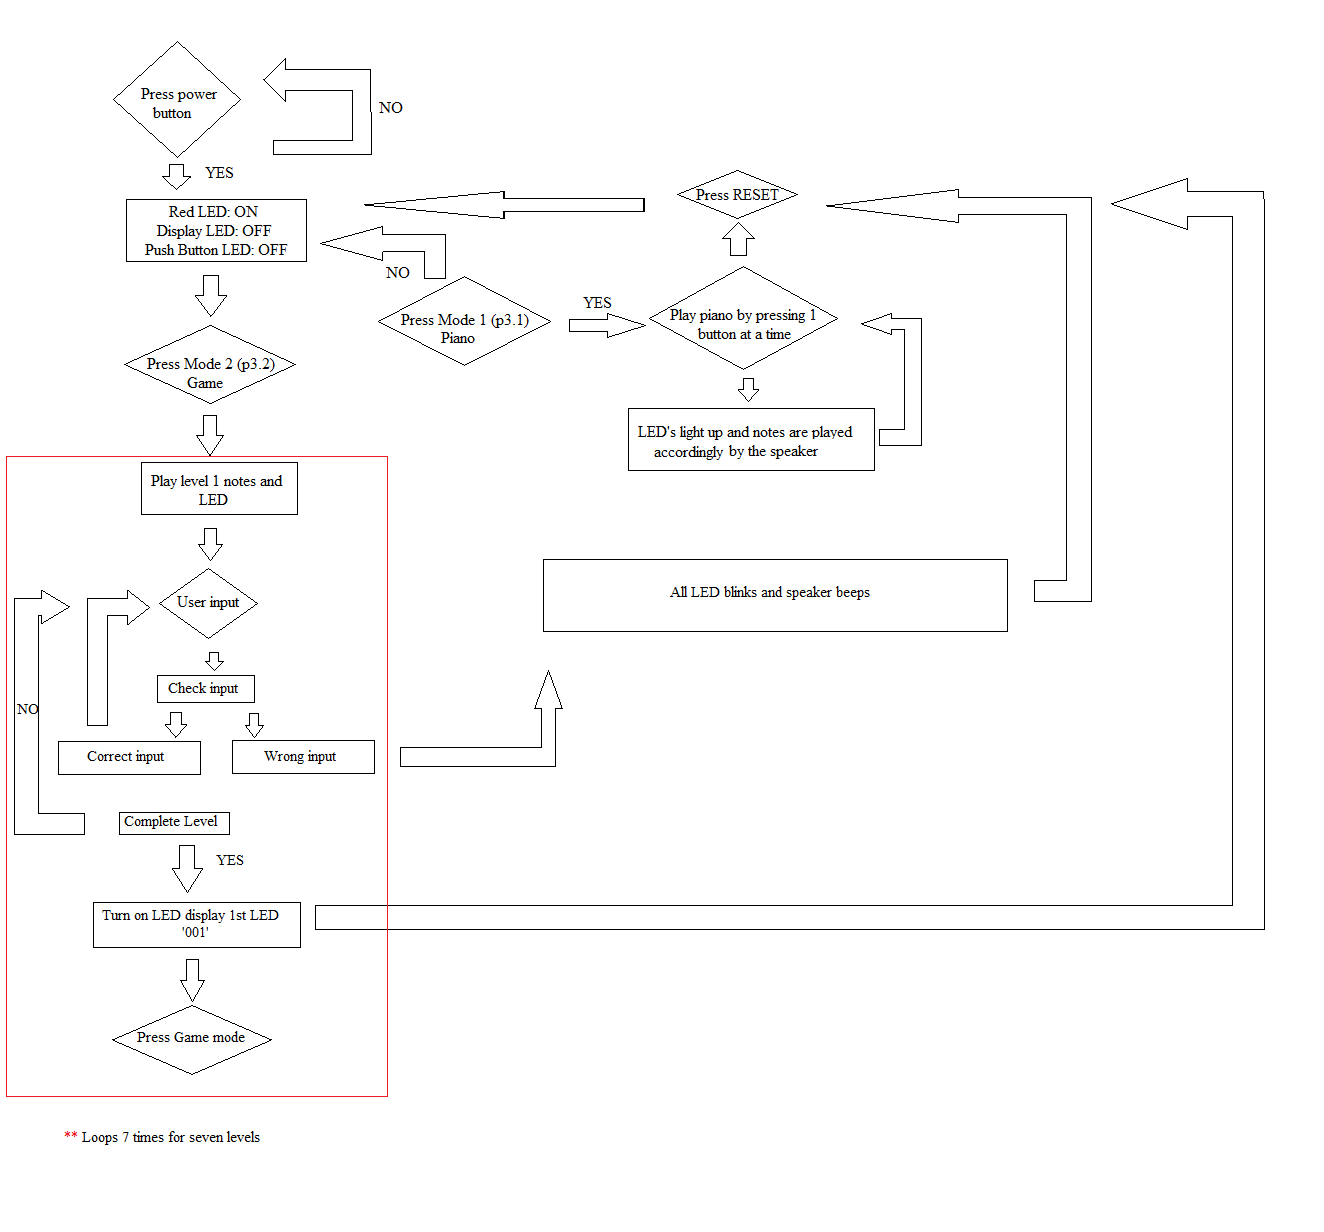 Press power
button
NO
YES
Red LED: ON
Display LED: OFF
Push Button LED: OFF
Press RESET
NO
Press Mode 1 (p3.1)
Piano
YES
Play piano by pressing 1
button at a time
Press Mode 2 (p3.2)
Game
LED's light up and notes are played
accordingly by the speaker
Play level 1 notes and
LED
User input
All LED blinks and speaker beeps
Check input
NO
Correct input
Wrong input
Complete Level
YES
Turn on LED display 1st LED
'001'
Press Game mode
** Loops 7 times for seven levels